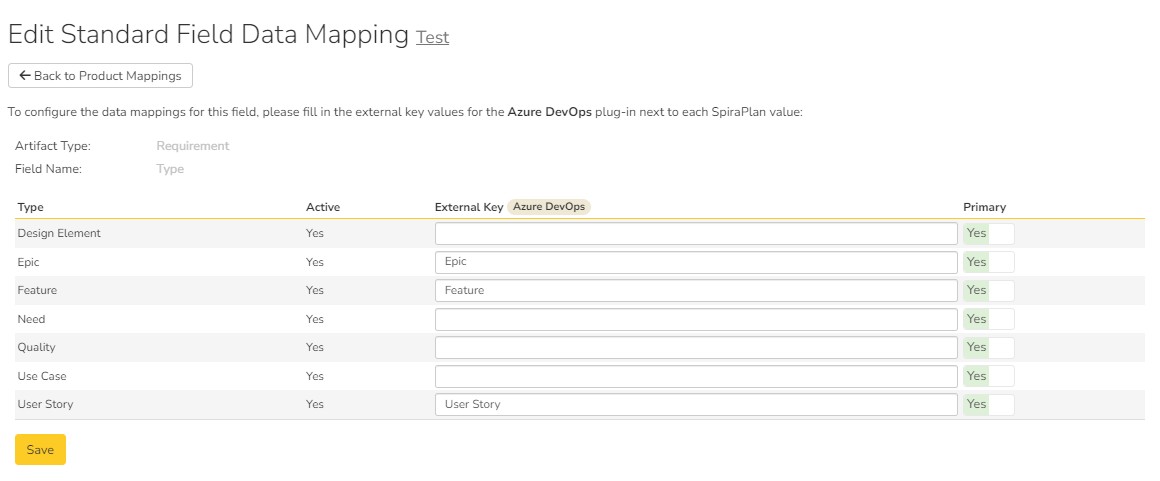 Edit Standard Field Data Mapping Test
← Back to Product Mappings
To configure the data mappings for this field, please fill in the external key values for the Azure DevOps plug-in next to each SpiraPlan value:
Artifact Type: Requirement
Field Name: Type
Type Active External Key Azure DevOps Primary
Design Element Yes Yes
Epic Yes Epic Yes
Feature Yes Feature Yes
Need Yes Yes
Quality Yes Yes
Use Case Yes Yes
User Story Yes User Story Yes
Save